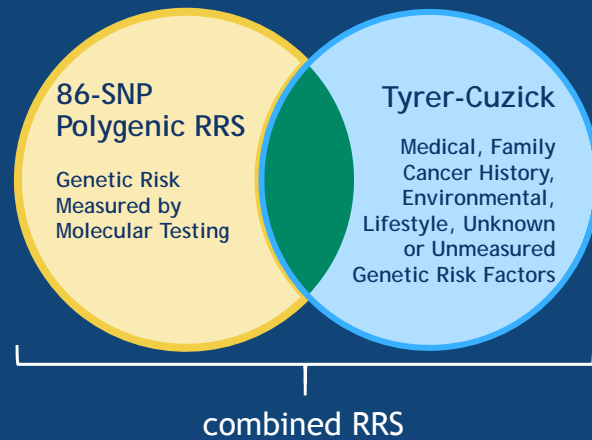 86-SNP
Polygenic RRS
Genetic Risk
Measured by
Molecular Testing
Tyrer-Cuzick
Medical, Family
Cancer History,
Environmental,
Lifestyle, Unknown
or Unmeasured
Genetic Risk Factors
combined RRS